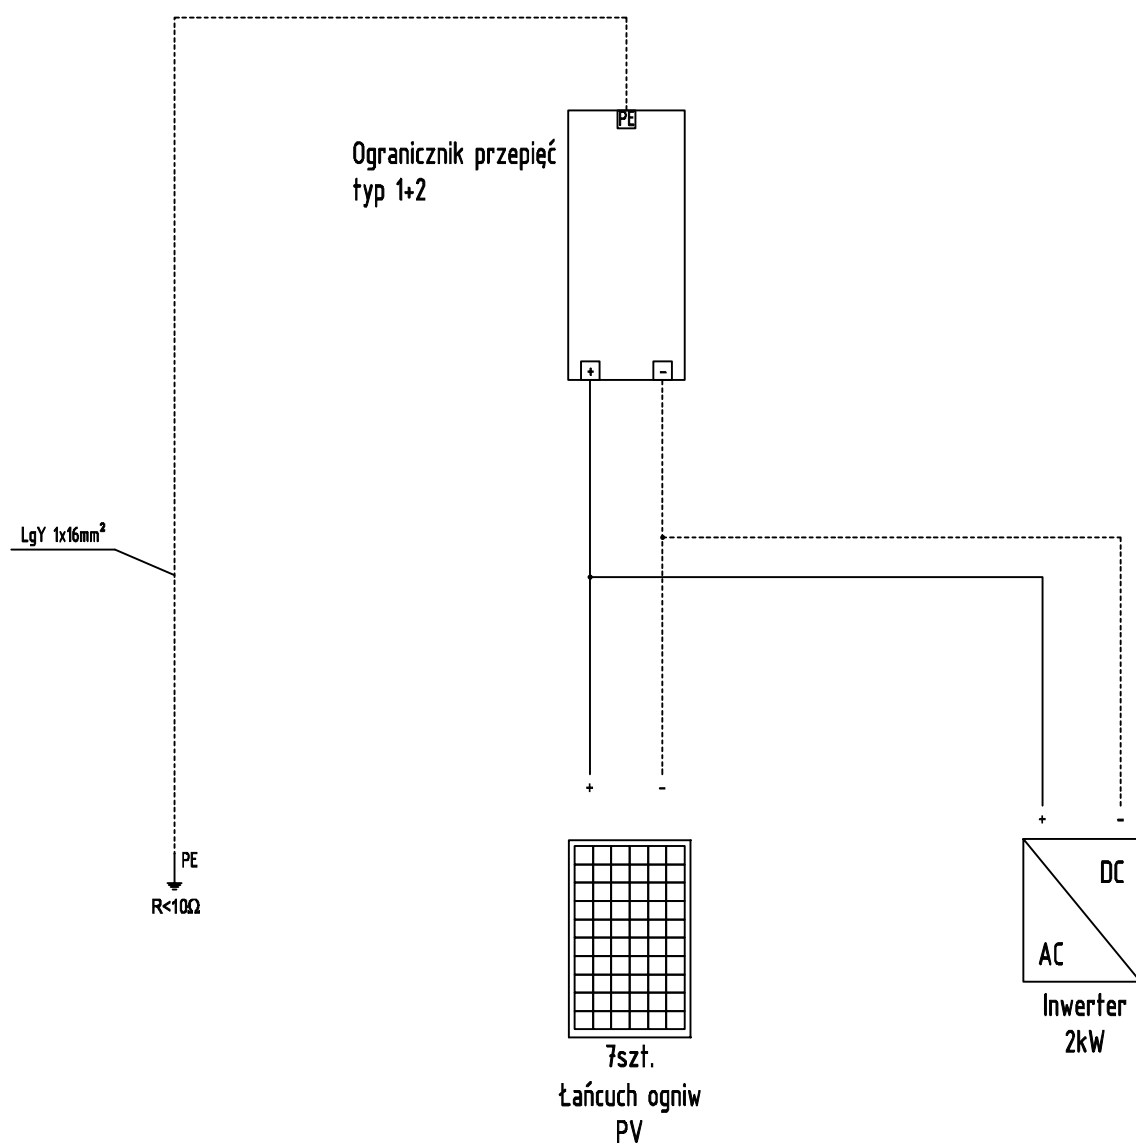 PE
Ogranicznik przepięć
typ 1+2
+ -
LgY 1x16mm²
+ -
+ -
PE
R<10Ω
DC
AC
Inwerter
2kW
7szt.
Łańcuch ogniw
PV